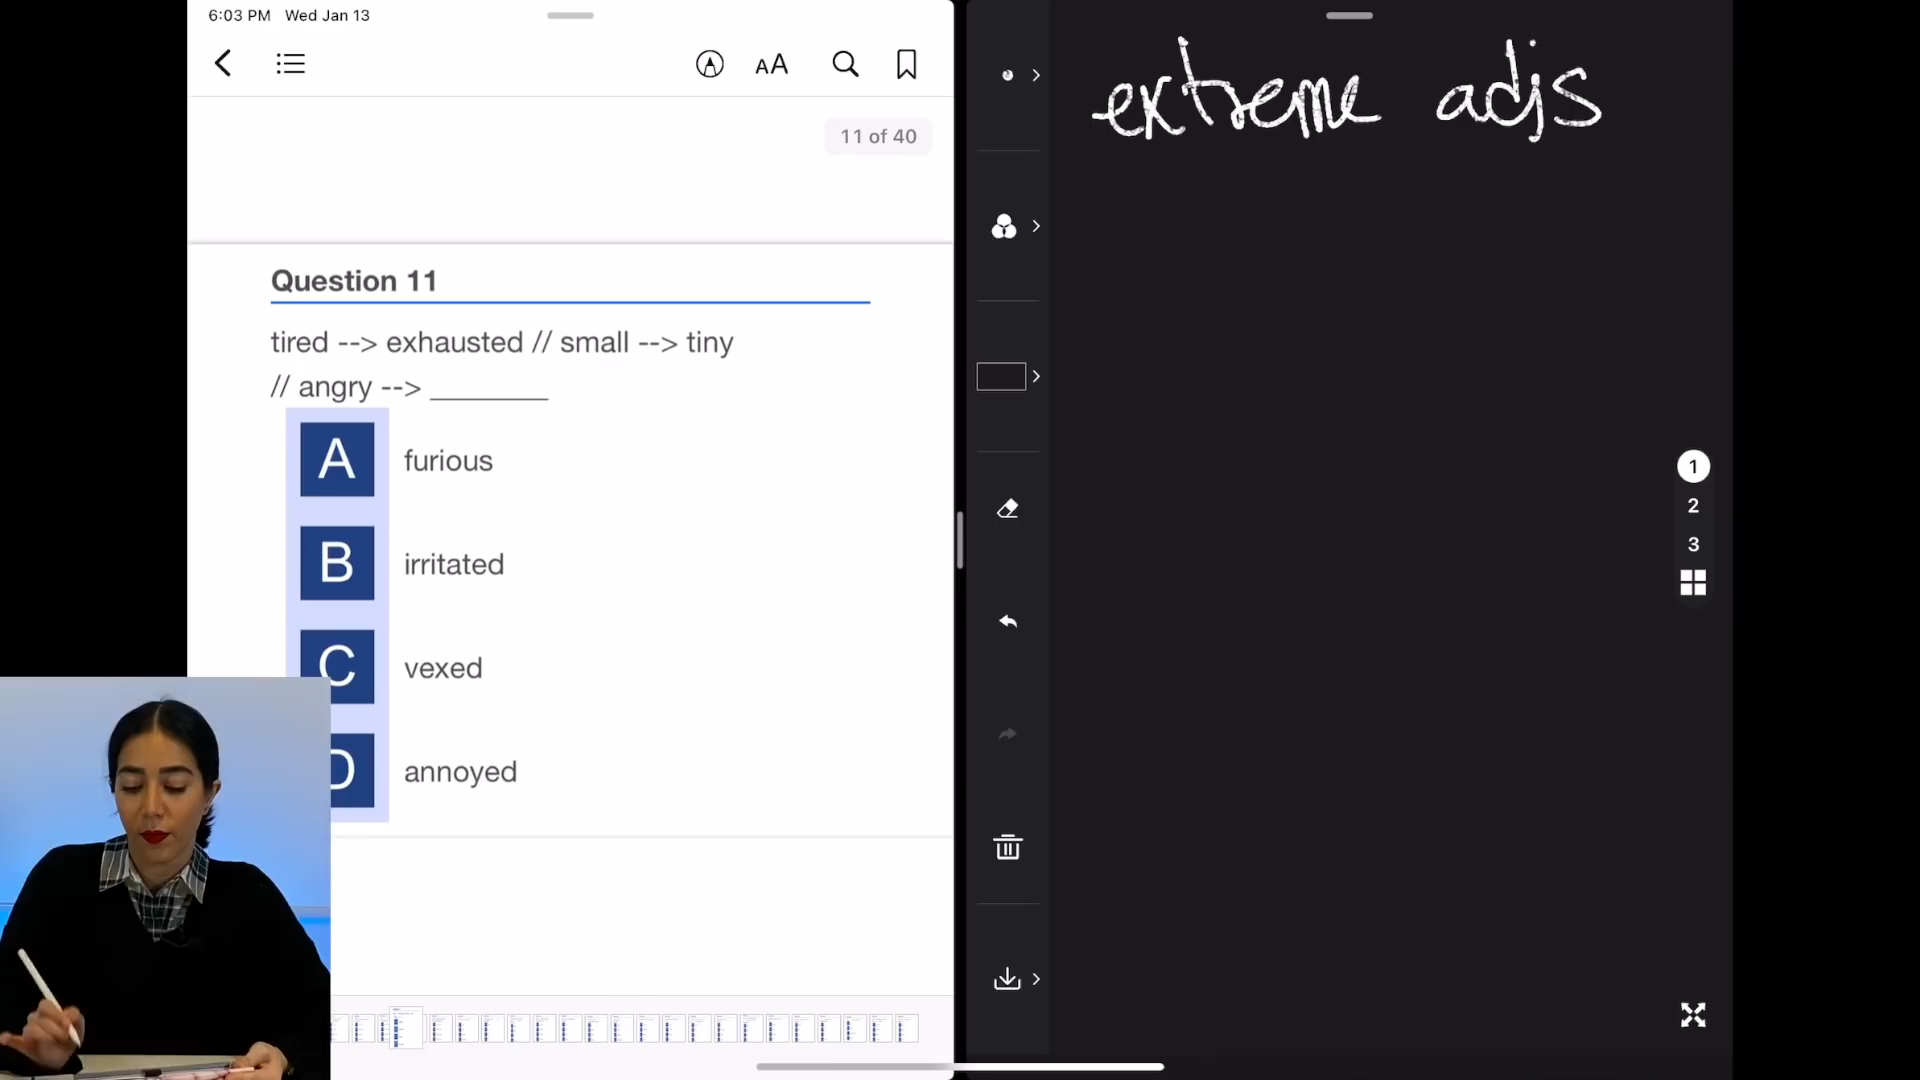 6:03 PM Wed Jan 13
AA
11 of 40
Question 11
tired --> exhausted // small --> tiny
// angry --> ________
A furious
B irritated
C vexed
D annoyed
extreme adjs
1
2
3